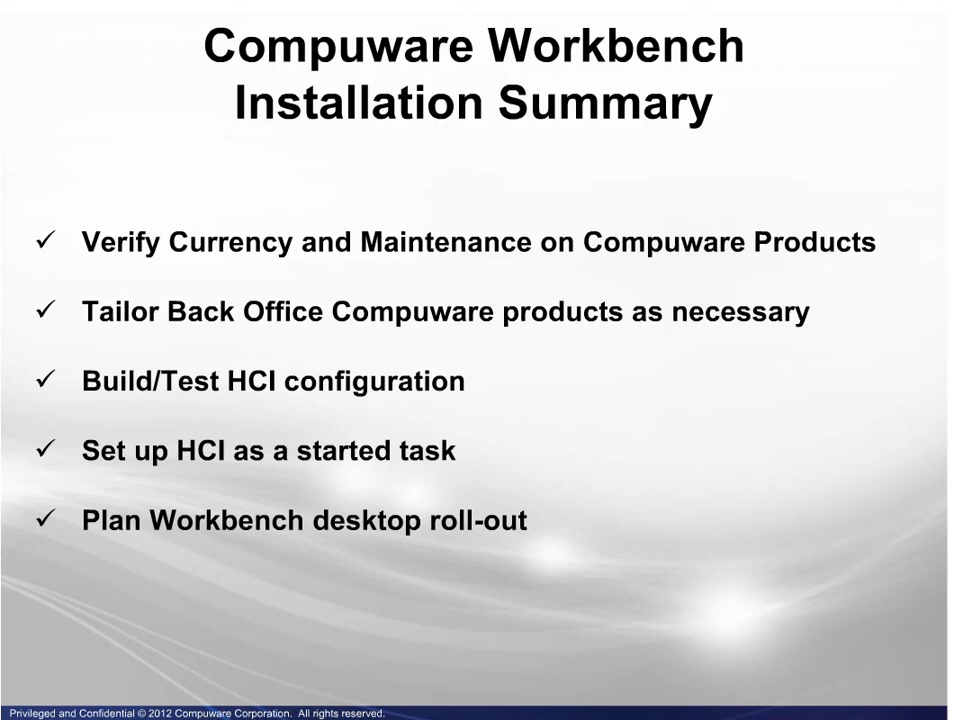 Compuware Workbench
Installation Summary
✓ Verify Currency and Maintenance on Compuware Products
✓ Tailor Back Office Compuware products as necessary
✓ Build/Test HCI configuration
✓ Set up HCI as a started task
✓ Plan Workbench desktop roll-out
Privileged and Confidential © 2012 Compuware Corporation. All rights reserved.